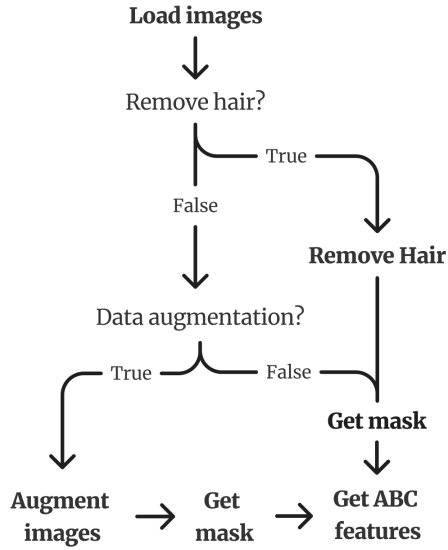 Load images
Remove hair?
True
False
Remove Hair
Data augmentation?
True
False
Get mask
Augment
images
Get
mask
Get ABC
features